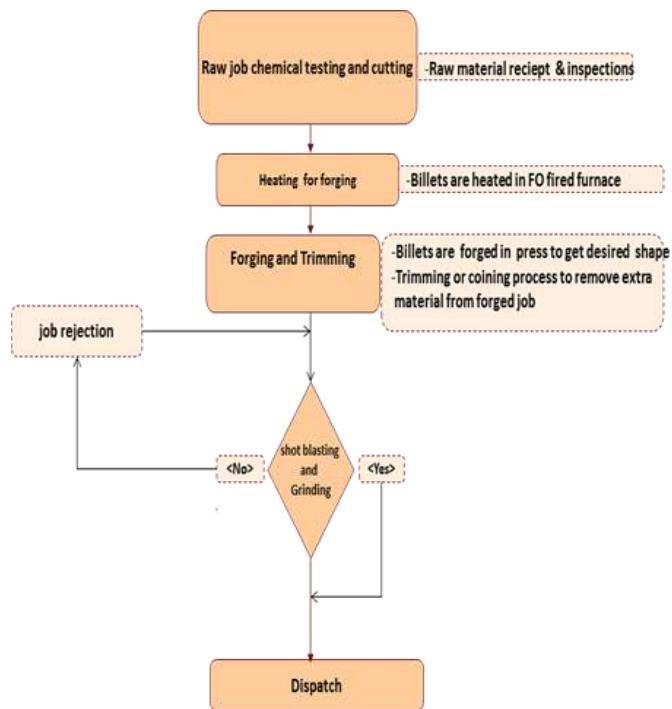 Raw job chemical testing and cutting
-Raw material reciept & inspections
Heating for forging
-Billets are heated in FO fired furnace
Forging and Trimming
-Billets are forged in press to get desired shape
-Trimming or coining process to remove extra
material from forged job
job rejection
shot blasting
and
Grinding
<No>
<Yes>
Dispatch